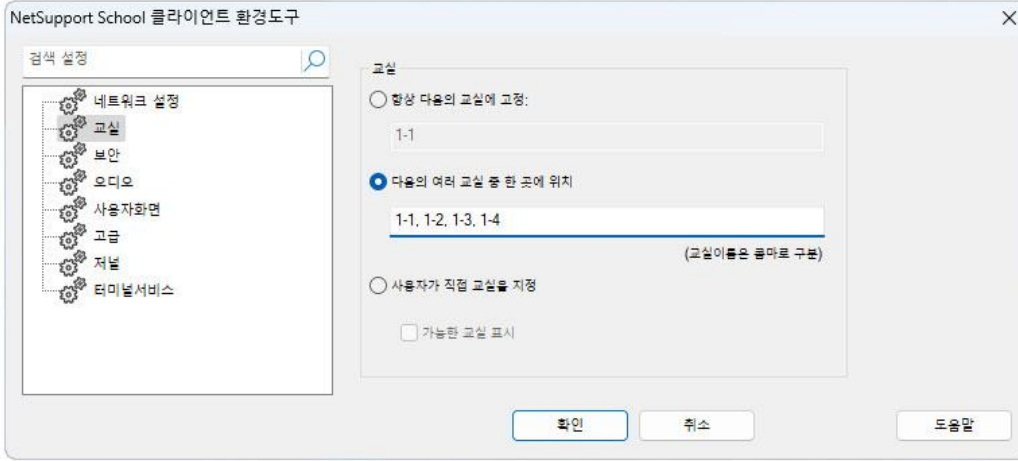 NetSupport School 클라이언트 환경도구
검색 설정
네트워크 설정
교실
보안
오디오
사용자화면
고급
저널
터미널서비스
교실
항상 다음의 교실에 고정:
1-1
다음의 여러 교실 중 한 곳에 위치
1-1, 1-2, 1-3, 1-4
(교실이름은 콤마로 구분)
사용자가 직접 교실을 지정
가능한 교실 표시
확인
취소
도움말